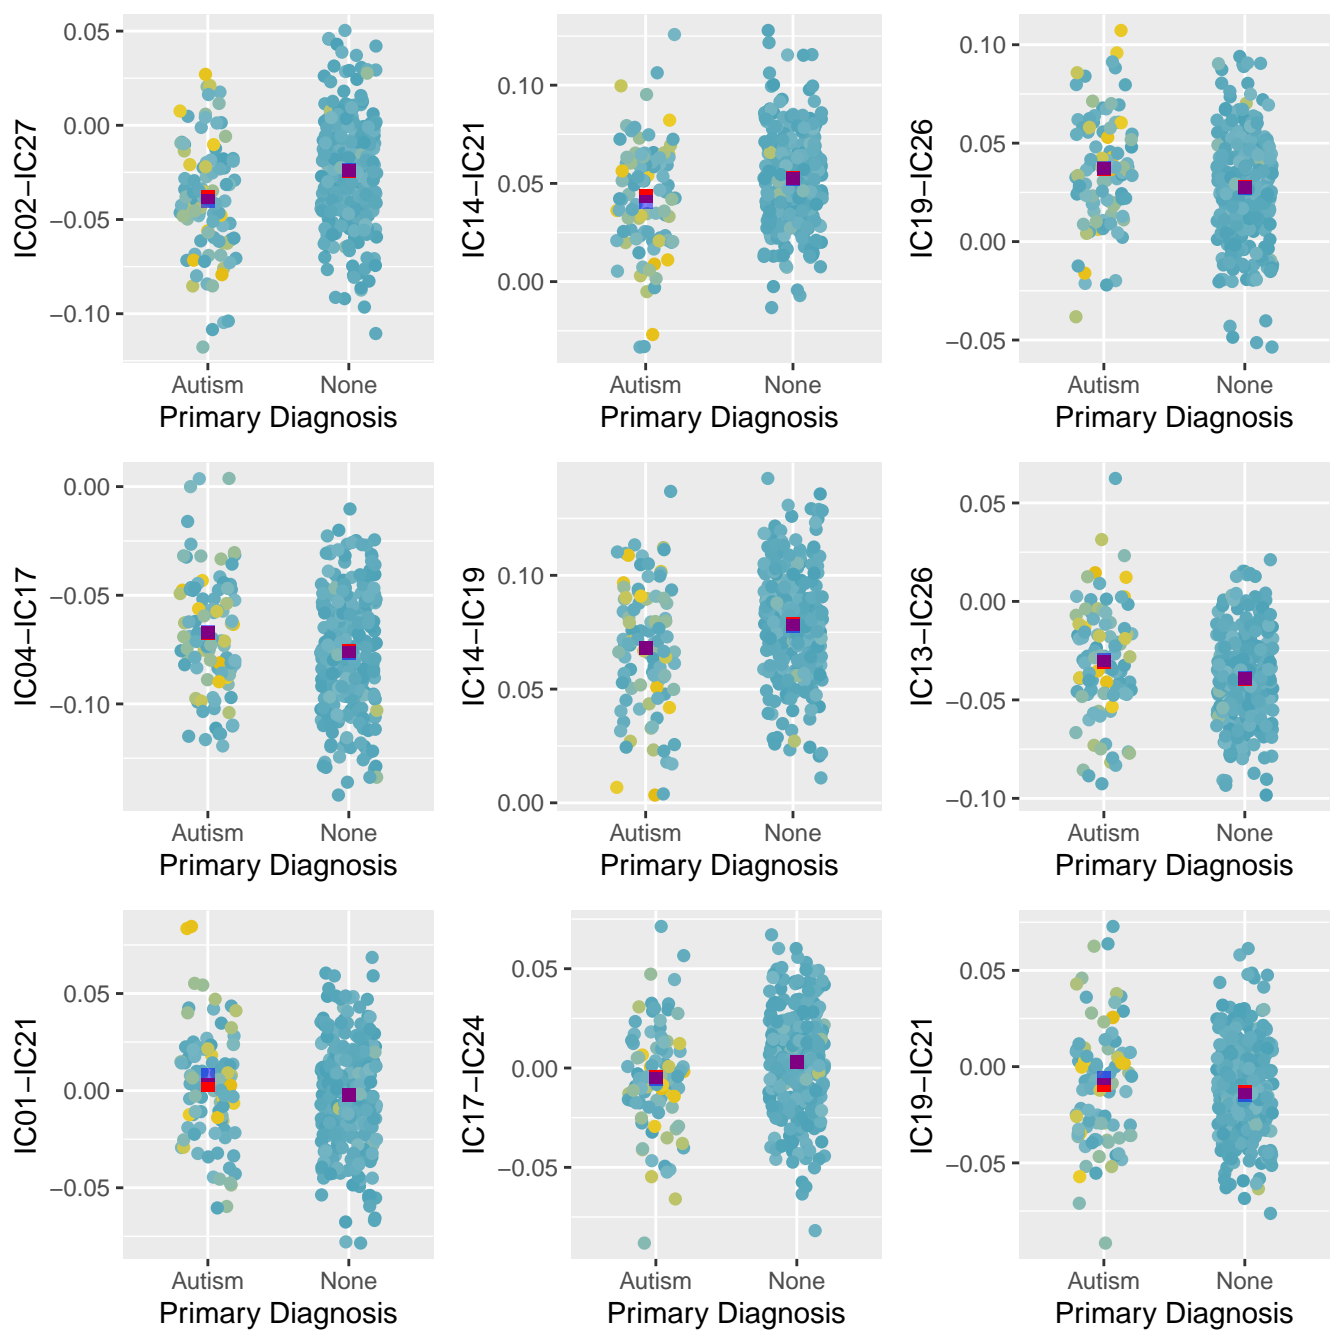 IC02−IC27
0.05
0.00
−0.05
−0.10
Autism None
Primary Diagnosis
IC14−IC21
0.10
0.05
0.00
Autism None
Primary Diagnosis
IC19−IC26
0.10
0.05
0.00
−0.05
Autism None
Primary Diagnosis
IC04−IC17
0.00
−0.05
−0.10
Autism None
Primary Diagnosis
IC14−IC19
0.10
0.05
0.00
Autism None
Primary Diagnosis
IC13−IC26
0.05
0.00
−0.05
−0.10
Autism None
Primary Diagnosis
IC01−IC21
0.05
0.00
−0.05
Autism None
Primary Diagnosis
IC17−IC24
0.05
0.00
−0.05
Autism None
Primary Diagnosis
IC19−IC21
0.05
0.00
−0.05
Autism None
Primary Diagnosis